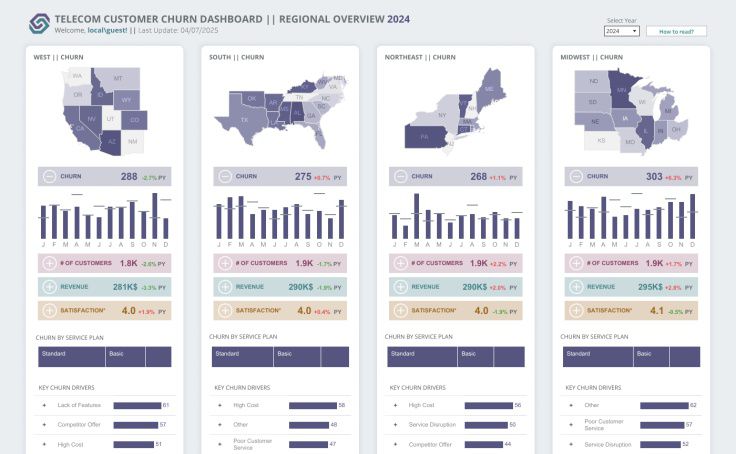 TELECOM CUSTOMER CHURN DASHBOARD || REGIONAL OVERVIEW 2024
Welcome, local\guest! || Last Update: 04/07/2025
Select Year
2024
How to read?
WEST || CHURN
WA
MT
OR
ID
WY
NV
UT
CO
CA
AZ
NM
CHURN 288 -2.7% PY
J F M A M J J A S O N D
# OF CUSTOMERS 1.8K -2.6% PY
REVENUE 281K$ -3.3% PY
SATISFACTION* 4.0 +1.9% PY
CHURN BY SERVICE PLAN
Standard Basic
KEY CHURN DRIVERS
+ Lack of Features 61
+ Competitor Offer 57
+ High Cost 51
SOUTH || CHURN
OK
AR
TN
NC
VA
TX
LA
MS
AL
GA
SC
FL
CHURN 275 +0.7% PY
J F M A M J J A S O N D
# OF CUSTOMERS 1.9K -1.7% PY
REVENUE 290K$ -1.9% PY
SATISFACTION* 4.0 +0.4% PY
CHURN BY SERVICE PLAN
Standard Basic
KEY CHURN DRIVERS
+ High Cost 58
+ Other 48
+ Poor Customer
Service 47
NORTHEAST || CHURN
ME
VT
NH
NY
MA
PA
NJ
CHURN 268 +1.1% PY
J F M A M J J A S O N D
# OF CUSTOMERS 1.9K +2.2% PY
REVENUE 290K$ +2.0% PY
SATISFACTION* 4.0 -1.9% PY
CHURN BY SERVICE PLAN
Standard Basic
KEY CHURN DRIVERS
+ High Cost 56
+ Service Disruption 50
+ Competitor Offer 44
MIDWEST || CHURN
ND
MN
SD
WI
MI
NE
IA
IL
IN
OH
KS
MO
CHURN 303 +6.3% PY
J F M A M J J A S O N D
# OF CUSTOMERS 1.9K +1.7% PY
REVENUE 295K$ +2.8% PY
SATISFACTION* 4.1 -0.5% PY
CHURN BY SERVICE PLAN
Standard Basic
KEY CHURN DRIVERS
+ Other 62
+ Poor Customer
Service 57
+ Service Disruption 52